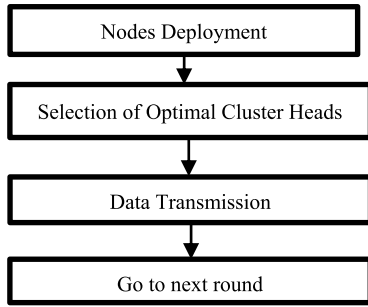 Nodes Deployment
Selection of Optimal Cluster Heads
Data Transmission
Go to next round